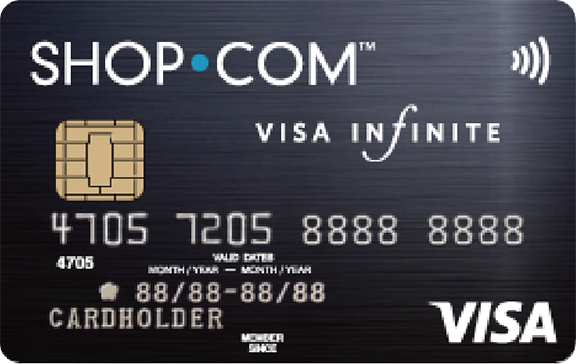 SHOP•COM™
VISA INFINITE
4705 7205 8888 8888
4705
VALID DATES
MONTH/YEAR — MONTH/YEAR
88/88-88/88
CARDHOLDER
VISA
MEMBER
SINCE